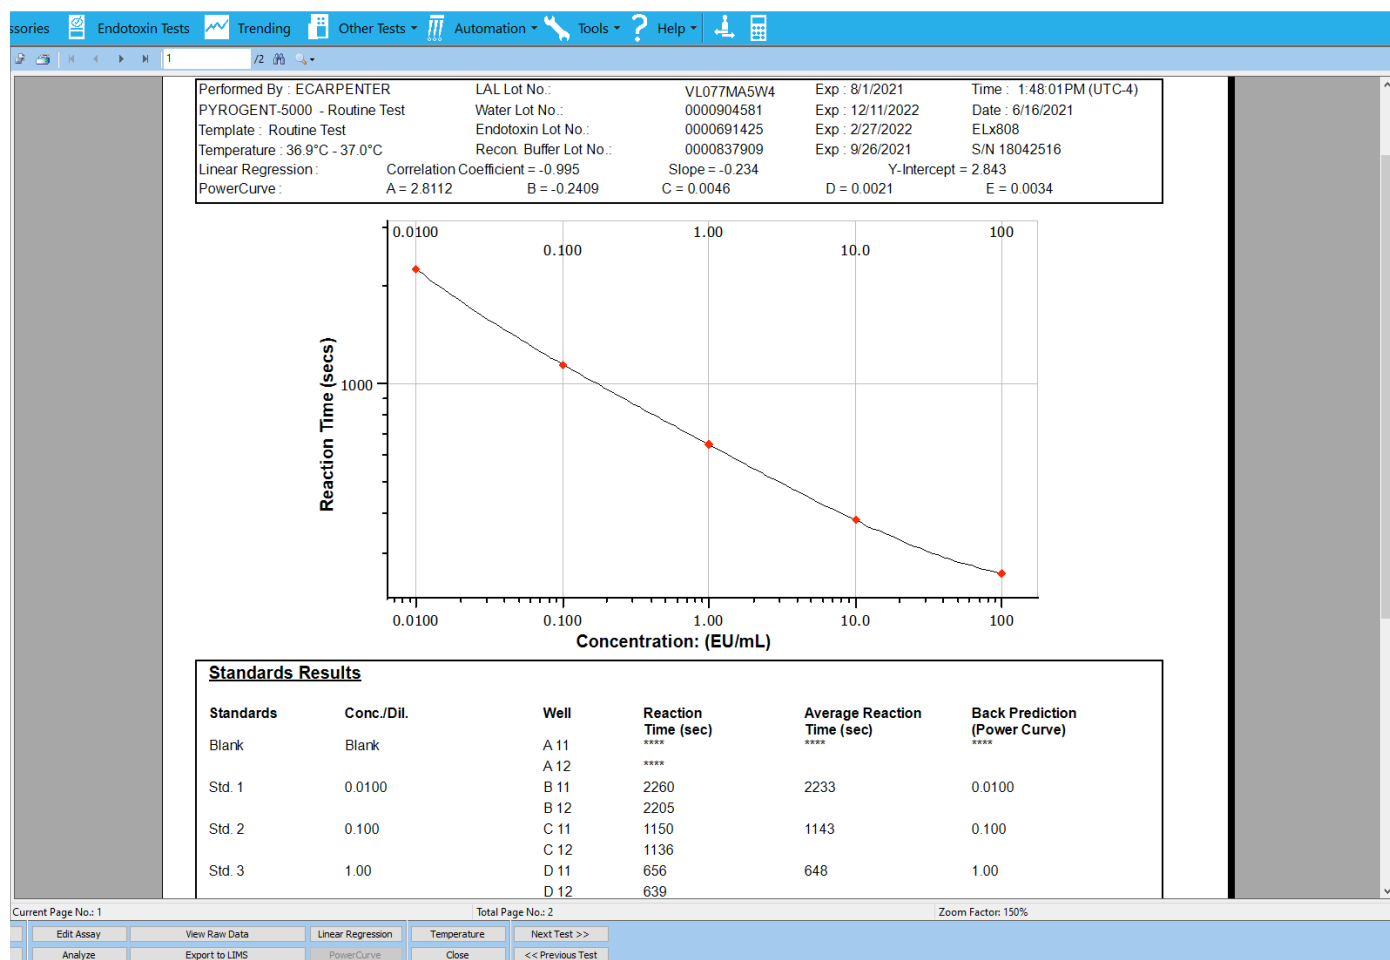 ssories Endotoxin Tests Trending Other Tests Automation Tools Help
1 /2
Performed By : ECARPENTER LAL Lot No.: VL077MA5W4 Exp : 8/1/2021 Time : 1:48:01PM (UTC-4)
PYROGENT-5000 - Routine Test Water Lot No.: 0000904581 Exp : 12/11/2022 Date : 6/16/2021
Template : Routine Test Endotoxin Lot No.: 0000691425 Exp : 2/27/2022 ELx808
Temperature : 36.9°C - 37.0°C Recon. Buffer Lot No.: 0000837909 Exp : 9/26/2021 S/N 18042516
Linear Regression : Correlation Coefficient = -0.995 Slope = -0.234 Y-Intercept = 2.843
PowerCurve : A = 2.8112 B = -0.2409 C = 0.0046 D = 0.0021 E = 0.0034
0.0100 1.00 100
0.100 10.0
Reaction Time (secs)
1000
0.0100 0.100 1.00 10.0 100
Concentration: (EU/mL)
Standards Results
Standards Conc./Dil. Well Reaction Average Reaction Back Prediction
Time (sec) Time (sec) (Power Curve)
Blank Blank A 11 **** **** ****
A 12 ****
Std. 1 0.0100 B 11 2260 2233 0.0100
B 12 2205
Std. 2 0.100 C 11 1150 1143 0.100
C 12 1136
Std. 3 1.00 D 11 656 648 1.00
D 12 639
Current Page No.: 1 Total Page No.: 2 Zoom Factor: 150%
Edit Assay View Raw Data Linear Regression Temperature Next Test >>
Analyze Export to LIMS PowerCurve Close << Previous Test